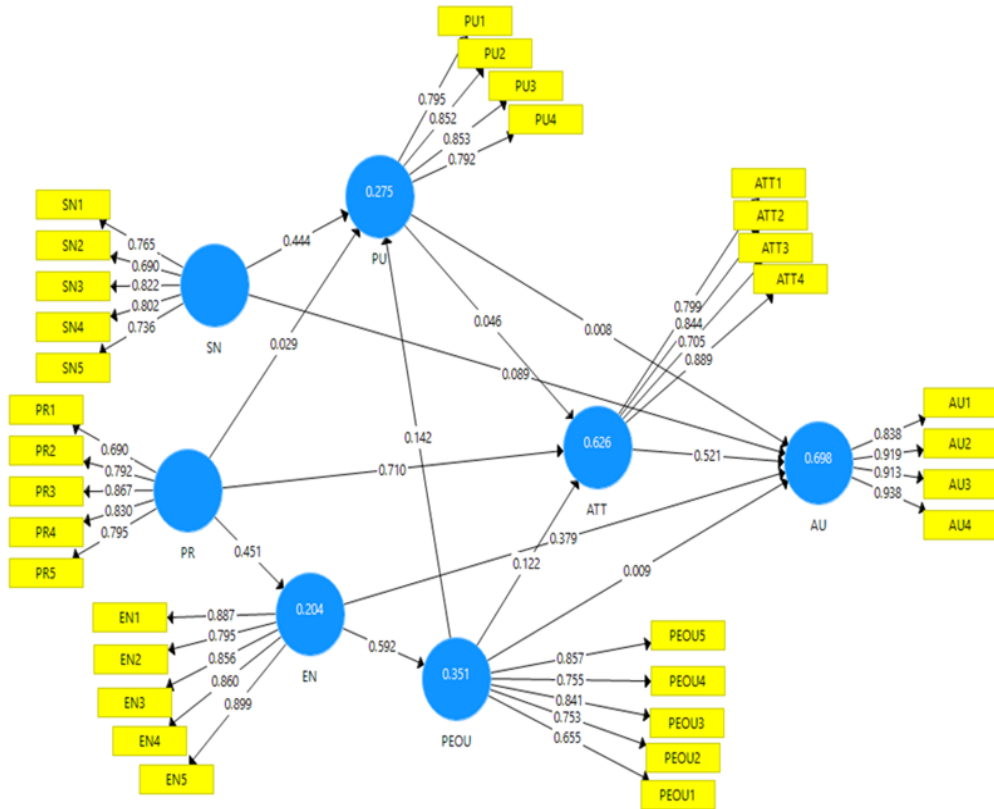 PU1
PU2
PU3
PU4
0.795
0.852
0.853
0.792
0.275
PU
SN1
SN2
SN3
SN4
SN5
0.765
0.690
0.822
0.802
0.736
SN
0.444
0.029
ATT1
ATT2
ATT3
ATT4
0.799
0.844
0.705
0.889
0.046
0.008
0.089
0.142
PR1
PR2
PR3
PR4
PR5
0.690
0.792
0.867
0.830
0.795
PR
0.710
0.451
0.626
ATT
0.521
0.698
AU
AU1
AU2
AU3
AU4
0.838
0.919
0.913
0.938
0.379
0.122
0.009
EN1
EN2
EN3
EN4
EN5
0.887
0.795
0.856
0.860
0.899
0.204
EN
0.592
0.351
PEOU
PEOU5
PEOU4
PEOU3
PEOU2
PEOU1
0.857
0.755
0.841
0.753
0.655